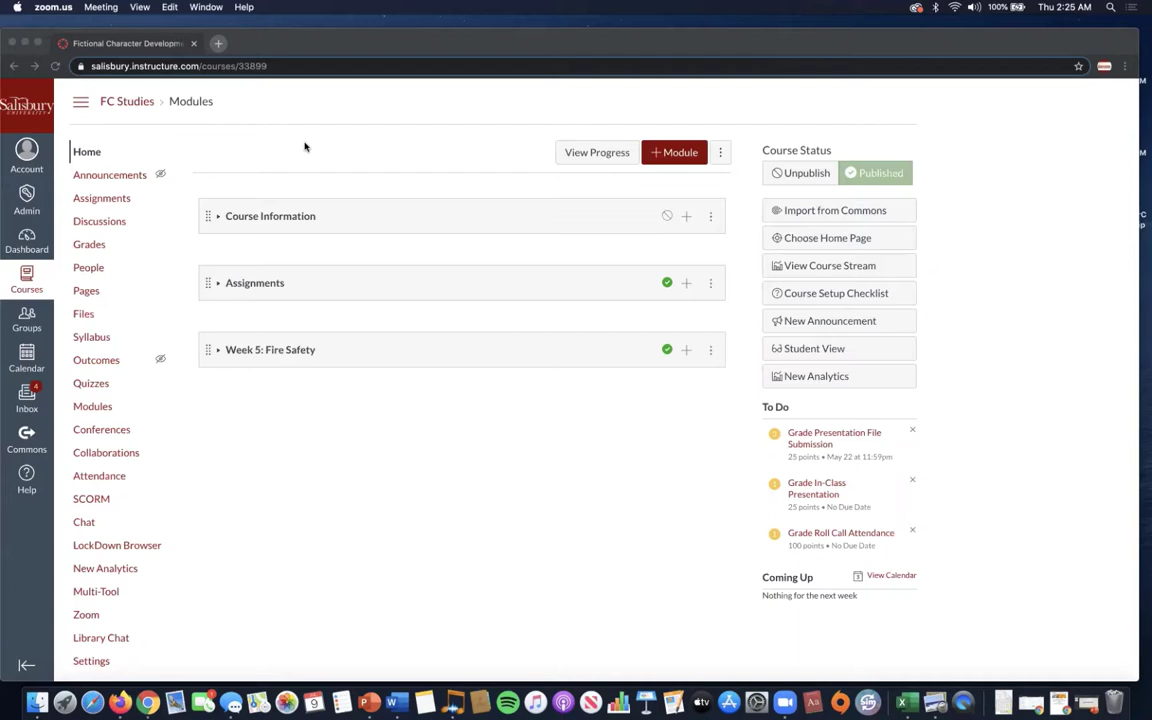 zoom.us Meeting View Edit Window Help 100% Thu 2:25 AM
Fictional Character Developm
salisbury.instructure.com/courses/33899
Salisbury
UNIVERSITY
FC Studies › Modules
Account
Admin
Dashboard
Courses
Groups
Calendar
4
Inbox
Commons
Help
Home
Announcements
Assignments
Discussions
Grades
People
Pages
Files
Syllabus
Outcomes
Quizzes
Modules
Conferences
Collaborations
Attendance
SCORM
Chat
LockDown Browser
New Analytics
Multi-Tool
Zoom
Library Chat
Settings
View Progress + Module
Course Information
Assignments
Week 5: Fire Safety
Course Status
Unpublish Published
Import from Commons
Choose Home Page
View Course Stream
Course Setup Checklist
New Announcement
Student View
New Analytics
To Do
Grade Presentation File
Submission
25 points • May 22 at 11:59pm
Grade In-Class
Presentation
25 points • No Due Date
Grade Roll Call Attendance
100 points • No Due Date
Coming Up View Calendar
Nothing for the next week